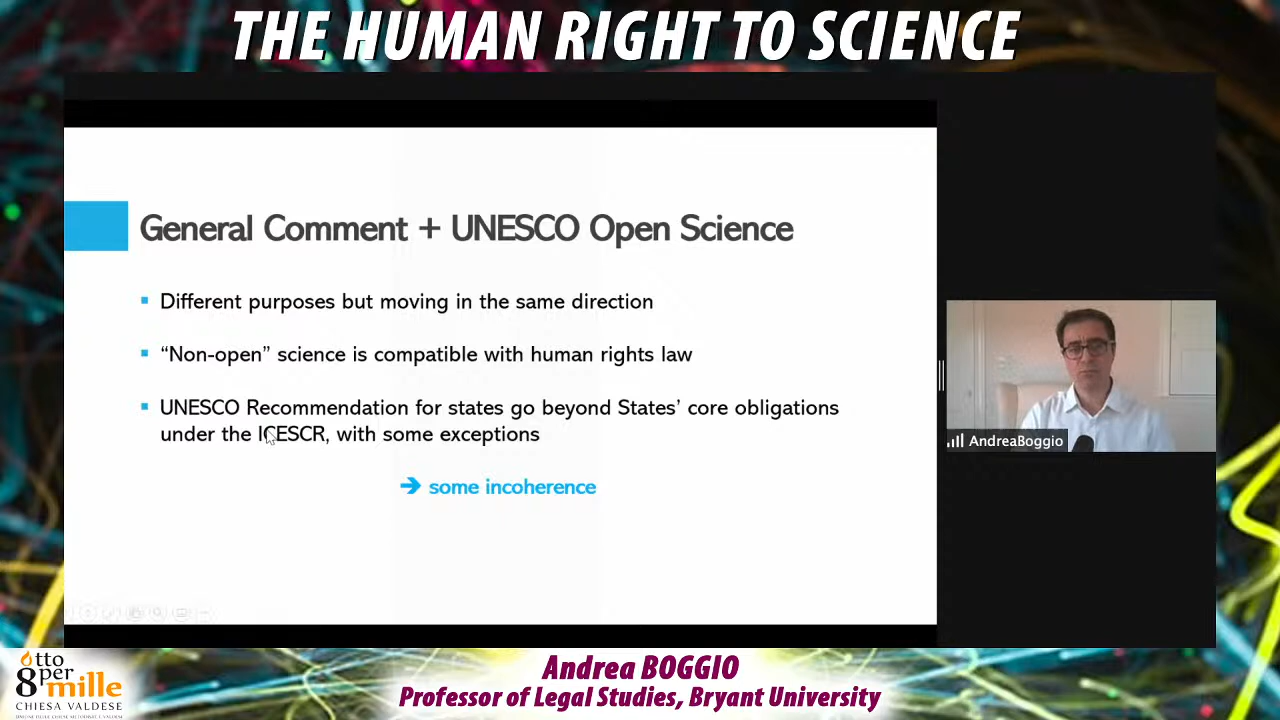 THE HUMAN RIGHT TO SCIENCE
General Comment + UNESCO Open Science
Different purposes but moving in the same direction
“Non-open” science is compatible with human rights law
UNESCO Recommendation for states go beyond States’ core obligations
under the ICESCR, with some exceptions
➔ some incoherence
AndreaBoggio
otto
per
8 mille
CHIESA VALDESE
Andrea BOGGIO
Professor of Legal Studies, Bryant University